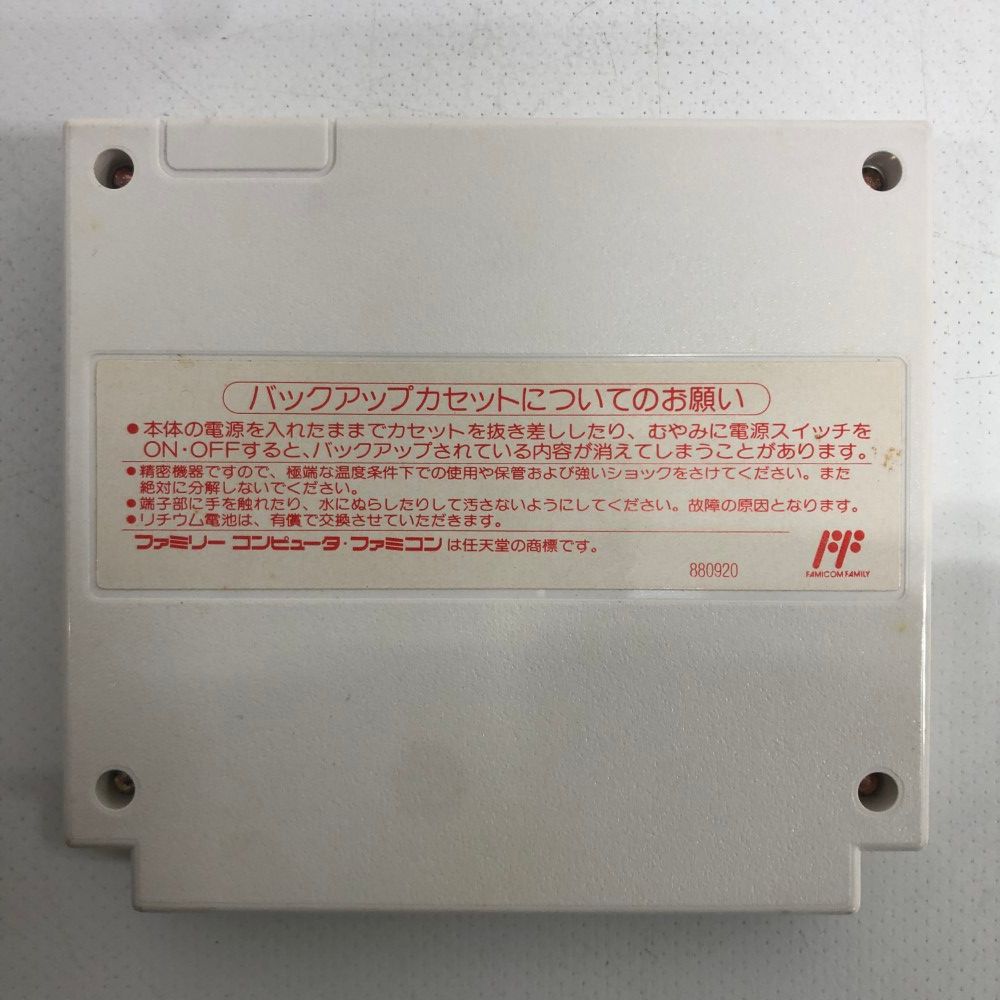 バックアップカセットについてのお願い
●本体の電源を入れたままでカセットを抜き差ししたり、むやみに電源スイッチを
ON・OFFすると、バックアップされている内容が消えてしまうことがあります。
●精密機器ですので、極端な温度条件下での使用や保管および強いショックをさけてください。また
絶対に分解しないでください。
●端子部に手を触れたり、水にぬらしたりして汚さないようにしてください。故障の原因となります。
●リチウム電池は、有償で交換させていただきます。
ファミリー コンピュータ・ファミコン は任天堂の商標です。
880920
FAMICOM FAMILY